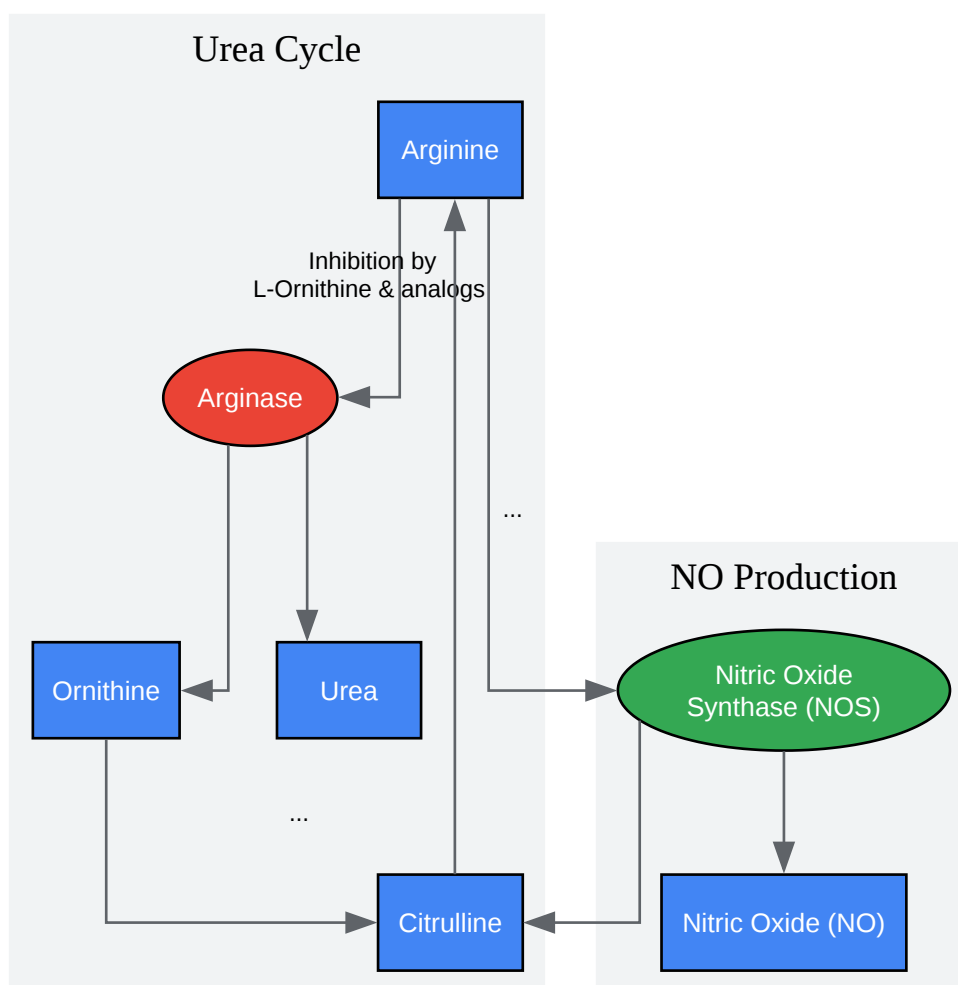 Urea Cycle
Arginine
Inhibition by
L-Ornithine & analogs
Arginase
...
NO Production
Ornithine
Urea
Nitric Oxide
Synthase (NOS)
...
Citrulline
Nitric Oxide (NO)